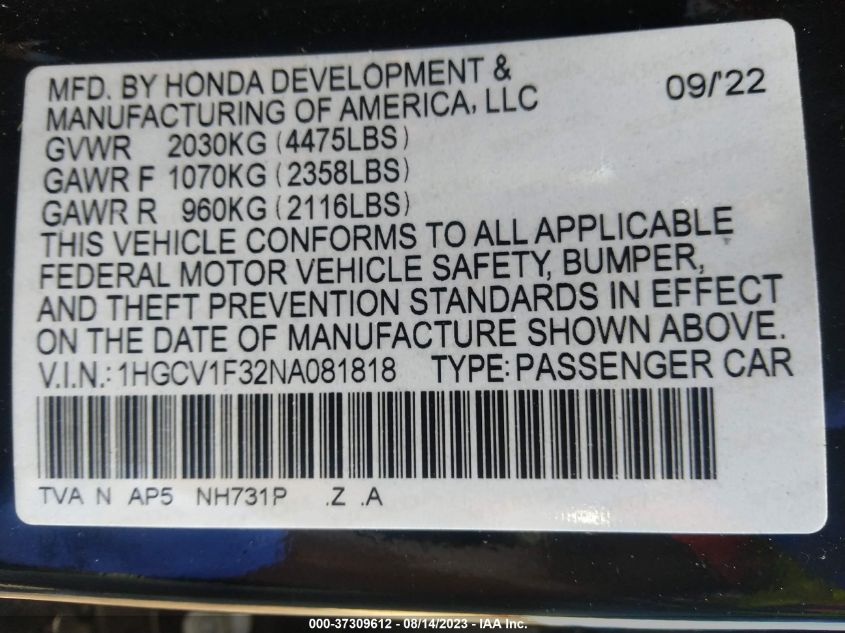 MFD. BY HONDA DEVELOPMENT & 09/'22
MANUFACTURING OF AMERICA, LLC
GVWR 2030KG (4475LBS)
GAWR F 1070KG (2358LBS)
GAWR R 960KG (2116LBS)
THIS VEHICLE CONFORMS TO ALL APPLICABLE
FEDERAL MOTOR VEHICLE SAFETY, BUMPER,
AND THEFT PREVENTION STANDARDS IN EFFECT
ON THE DATE OF MANUFACTURE SHOWN ABOVE.
V.I.N.: 1HGCV1F32NA081818 TYPE: PASSENGER CAR
TVA N AP5 NH731P .Z .A
000-37309612 - 08/14/2023 - IAA Inc.